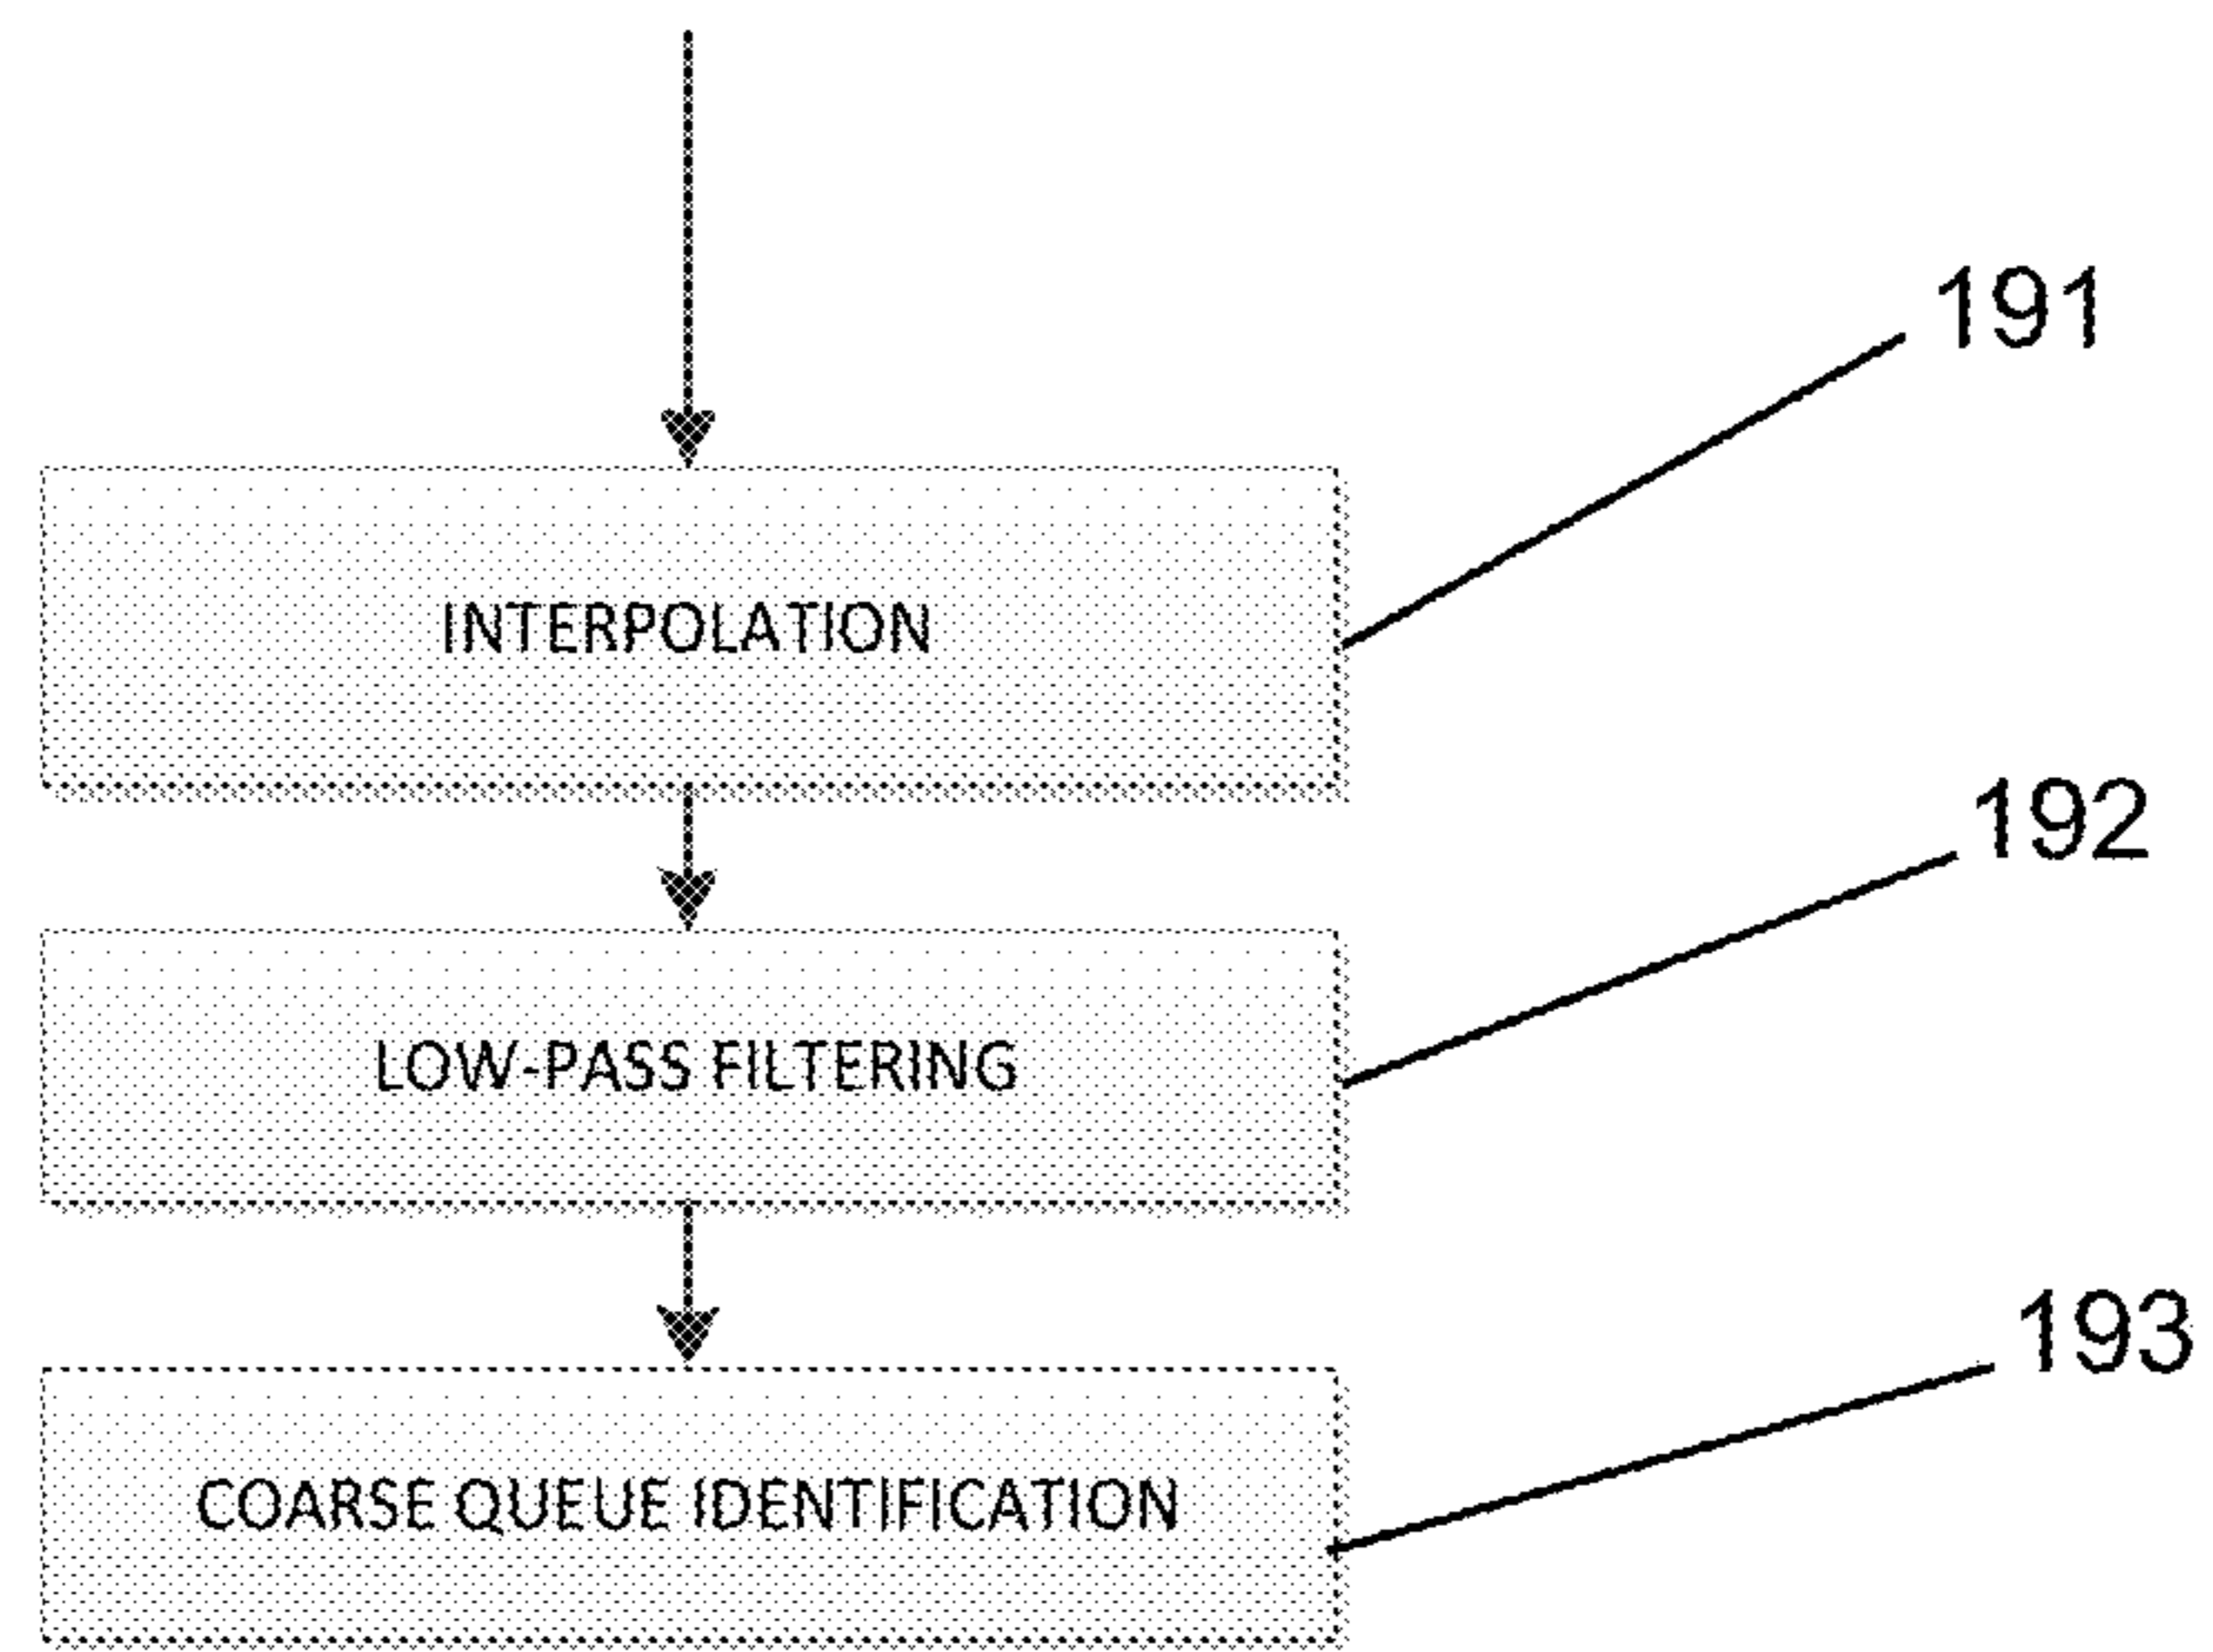 191
INTERPOLATION
192
LOW-PASS FILTERING
193
COARSE QUEUE IDENTIFICATION